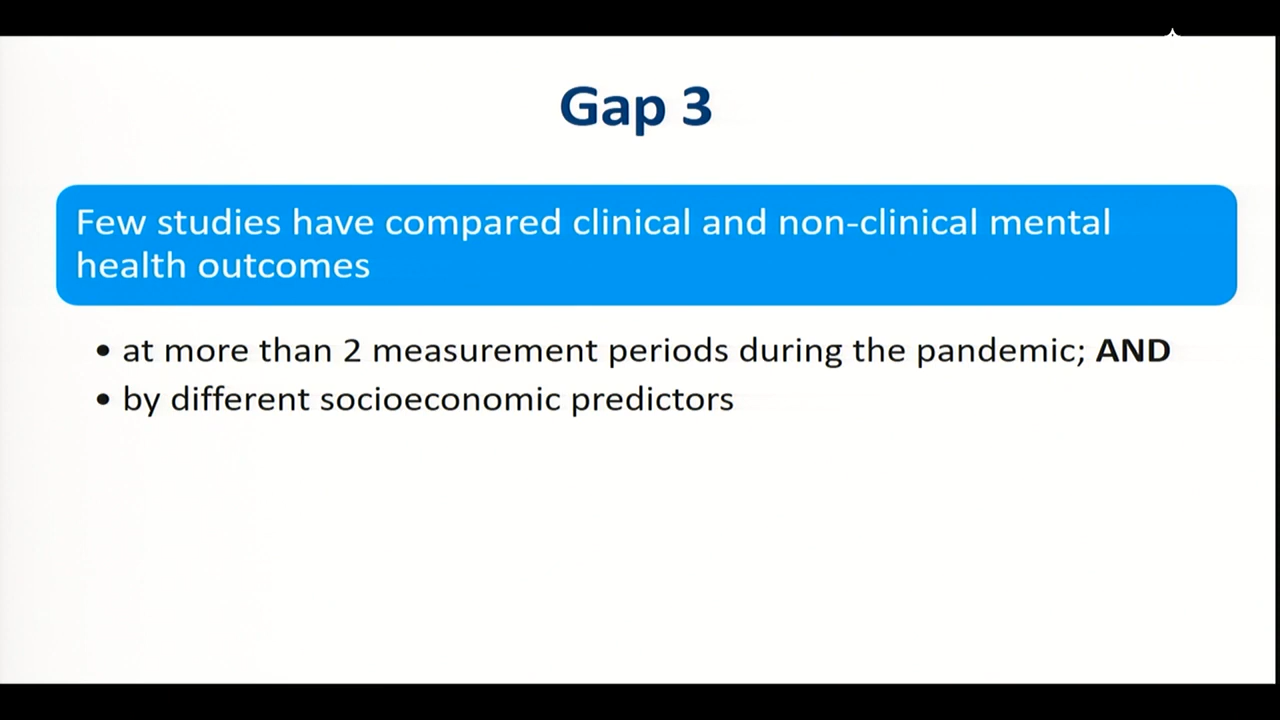 Gap 3
Few studies have compared clinical and non-clinical mental
health outcomes
• at more than 2 measurement periods during the pandemic; AND
• by different socioeconomic predictors